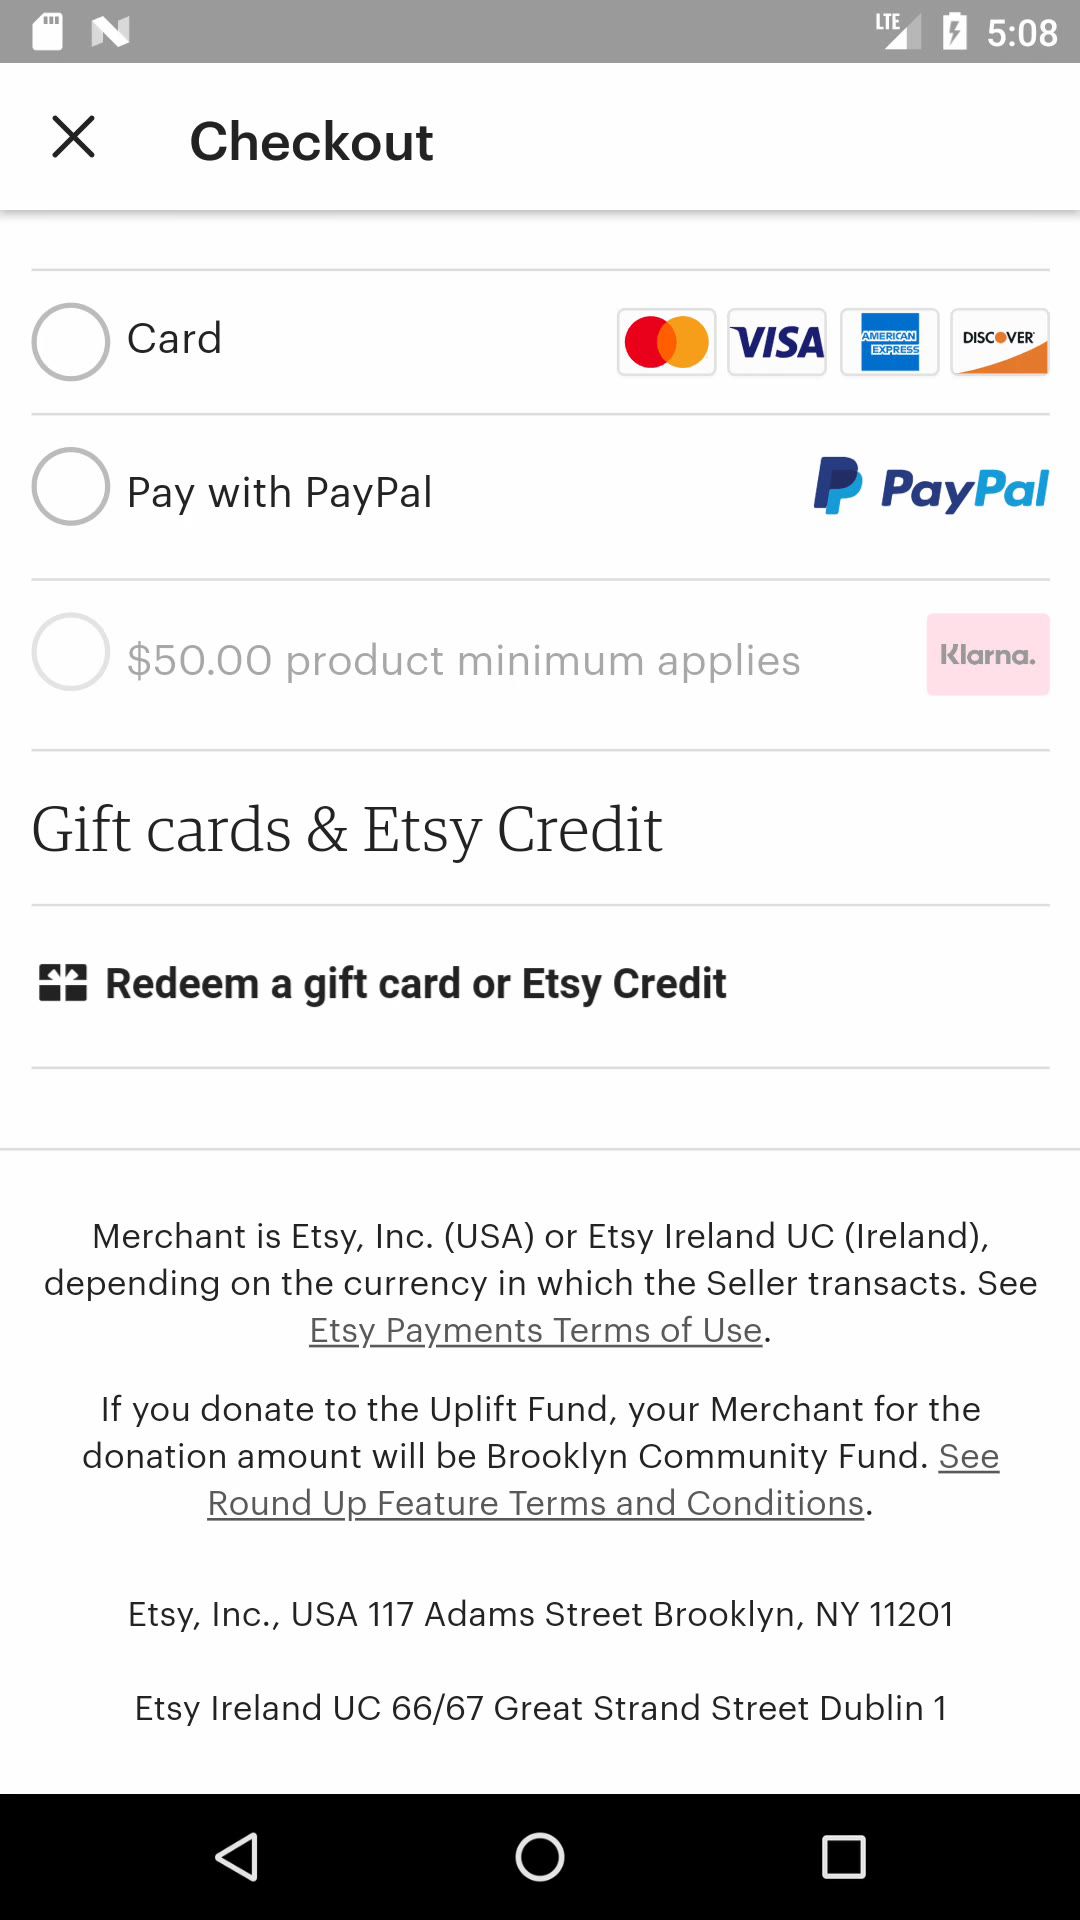 LTE 5:08
Checkout
Card VISA AMERICAN EXPRESS DISCOVER
Pay with PayPal PayPal
$50.00 product minimum applies Klarna.
Gift cards & Etsy Credit
Redeem a gift card or Etsy Credit
Merchant is Etsy, Inc. (USA) or Etsy Ireland UC (Ireland),
depending on the currency in which the Seller transacts. See
Etsy Payments Terms of Use.
If you donate to the Uplift Fund, your Merchant for the
donation amount will be Brooklyn Community Fund. See
Round Up Feature Terms and Conditions.
Etsy, Inc., USA 117 Adams Street Brooklyn, NY 11201
Etsy Ireland UC 66/67 Great Strand Street Dublin 1